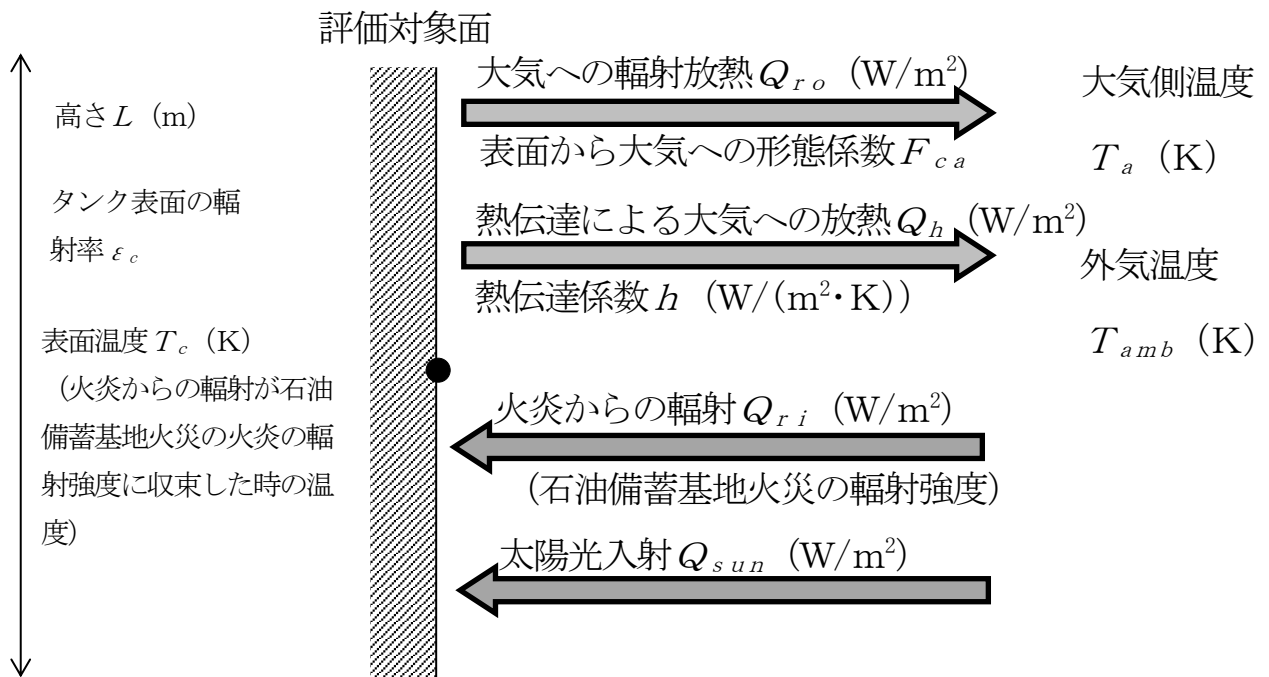 評価対象面
高さL (m)
タンク表面の輻
射率εc
表面温度Tc (K)
(火炎からの輻射が石油
備蓄基地火災の火炎の輻
射強度に収束した時の温
度)
大気への輻射放熱Qro (W/m²)
表面から大気への形態係数Fca
熱伝達による大気への放熱Qh (W/m²)
熱伝達係数h (W/(m²・K))
火炎からの輻射Qri (W/m²)
(石油備蓄基地火災の輻射強度)
太陽光入射Qsun (W/m²)
大気側温度
Ta (K)
外気温度
Tamb (K)